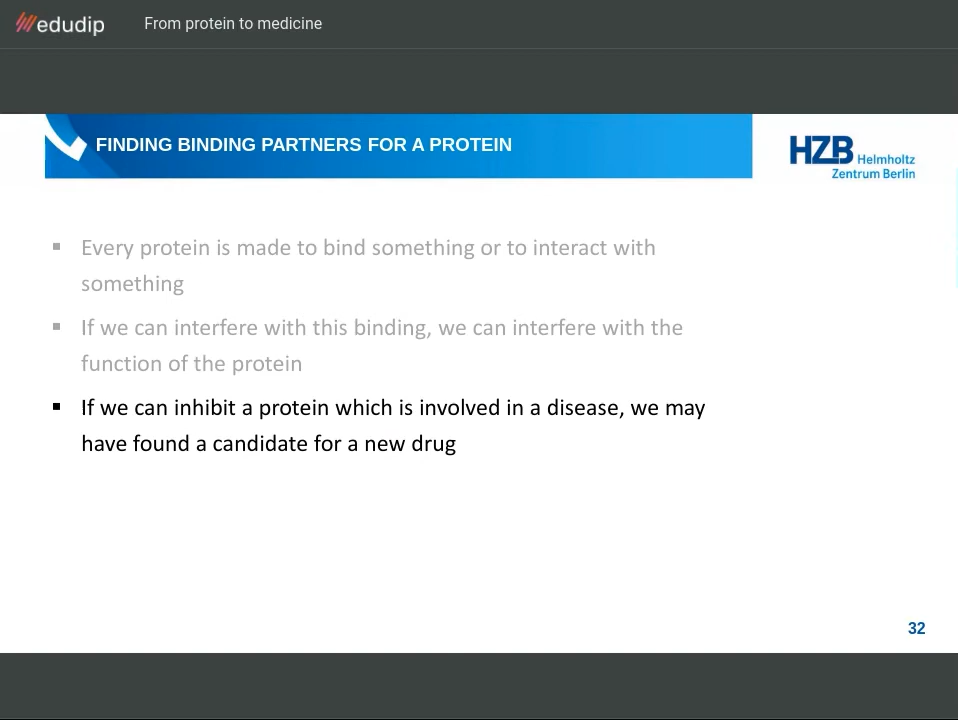 edudip
From protein to medicine
FINDING BINDING PARTNERS FOR A PROTEIN
HZB Helmholtz
Zentrum Berlin
▪ Every protein is made to bind something or to interact with
something
▪ If we can interfere with this binding, we can interfere with the
function of the protein
▪ If we can inhibit a protein which is involved in a disease, we may
have found a candidate for a new drug
32